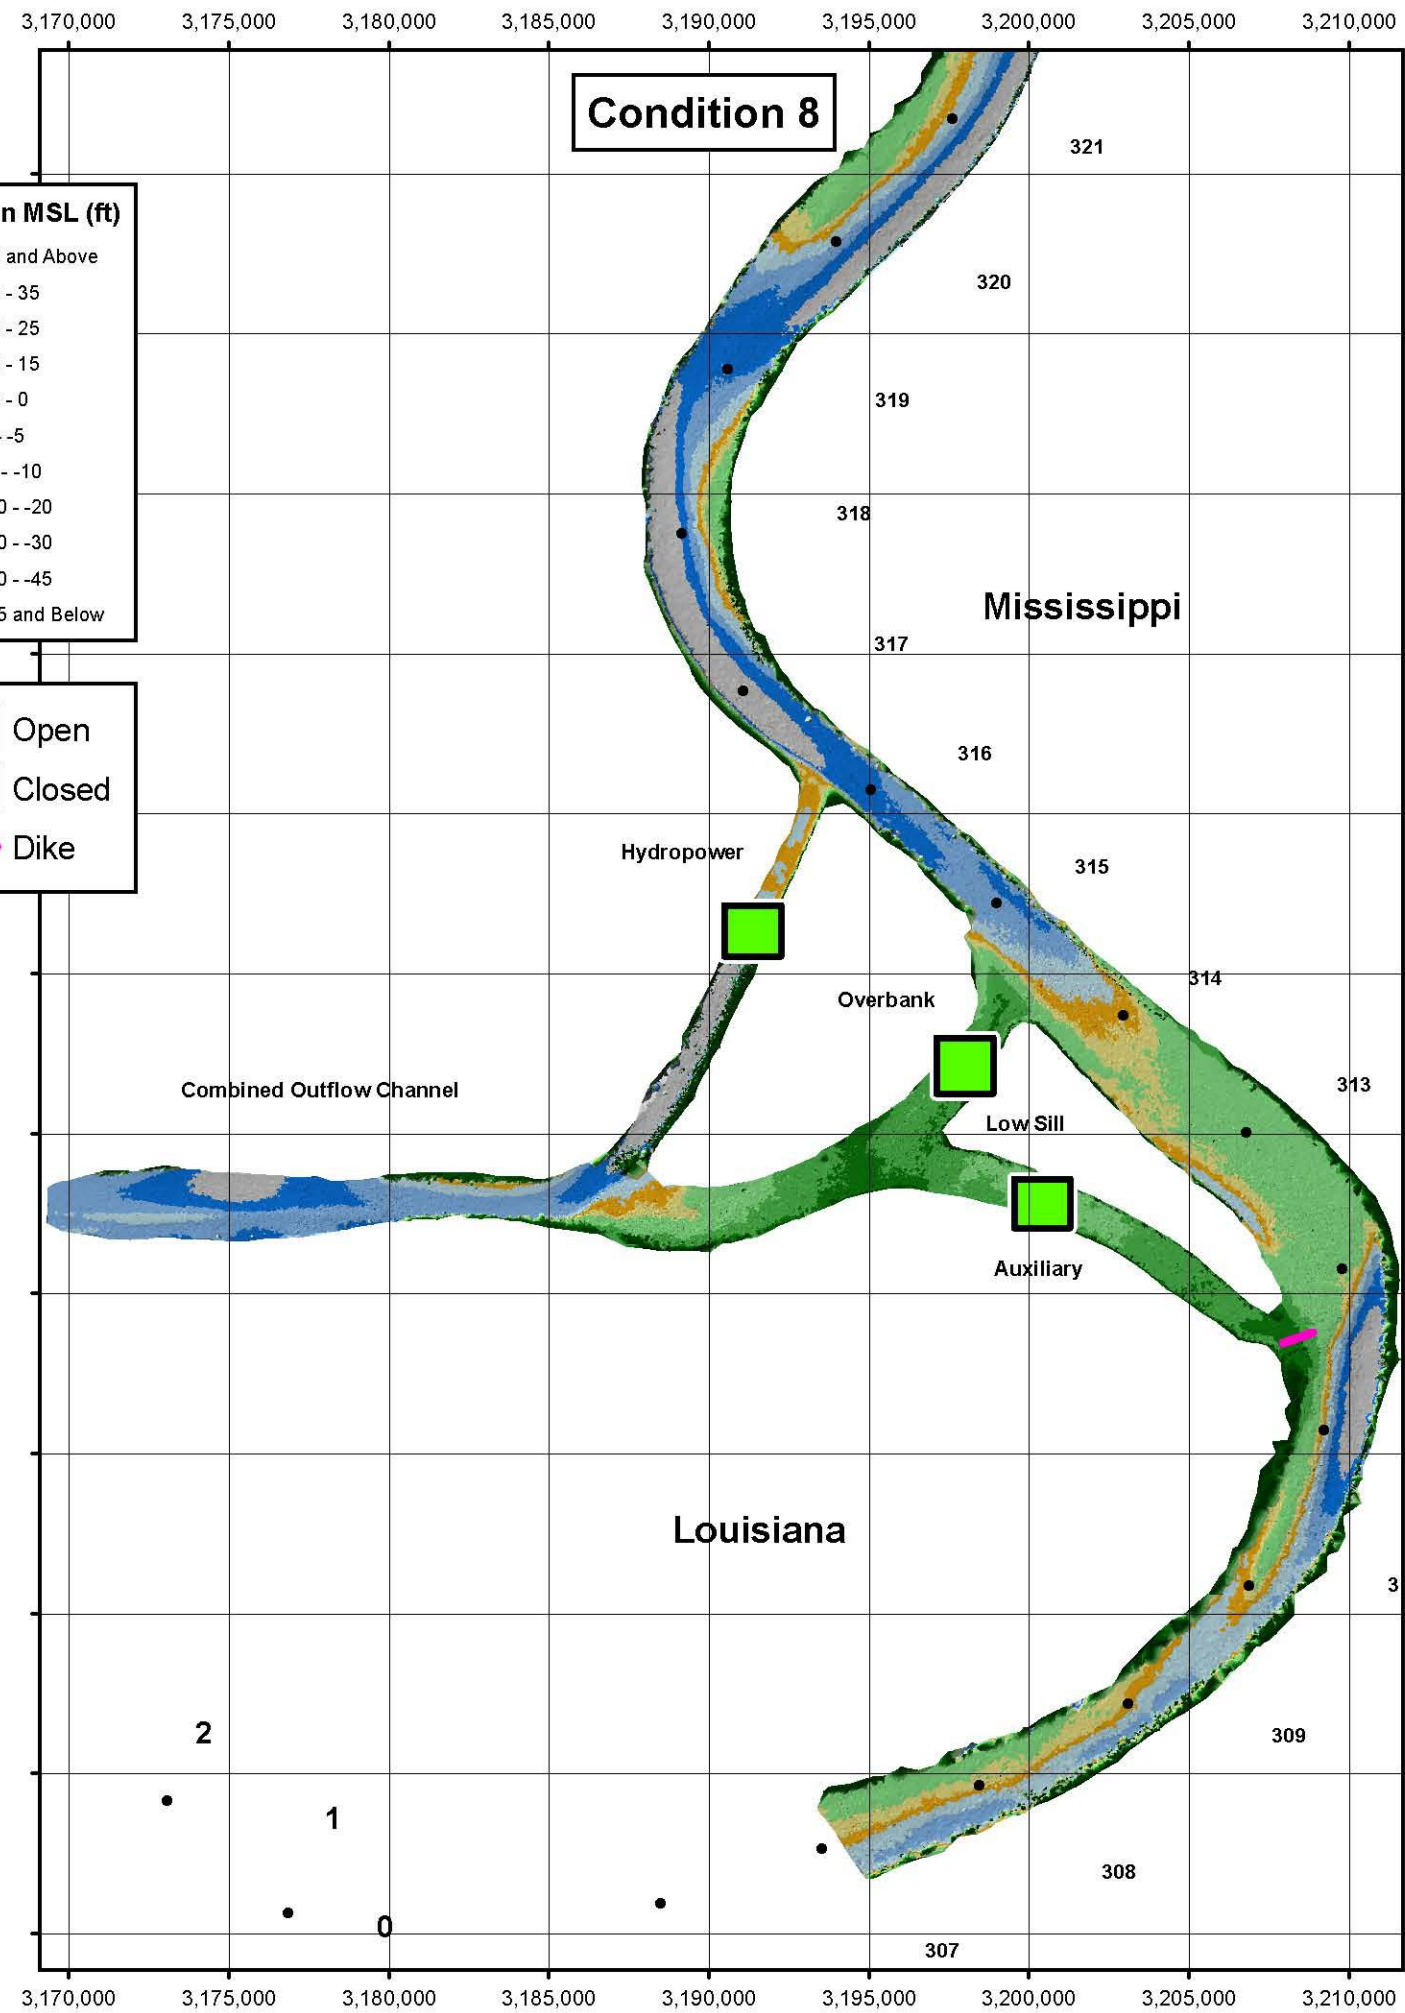 3,170,000 3,175,000 3,180,000 3,185,000 3,190,000 3,195,000 3,200,000 3,205,000 3,210,000
Condition 8
321
n MSL (ft)
and Above
- 35
- 25
- 15
- 0
-5
- -10
0 - -20
0 - -30
0 - -45
5 and Below
320
319
318
Mississippi
317
Open
Closed
Dike
316
Hydropower
315
314
Overbank
Combined Outflow Channel
313
Low Sill
Auxiliary
Louisiana
3
2
309
1
308
0
307
3,170,000 3,175,000 3,180,000 3,185,000 3,190,000 3,195,000 3,200,000 3,205,000 3,210,000